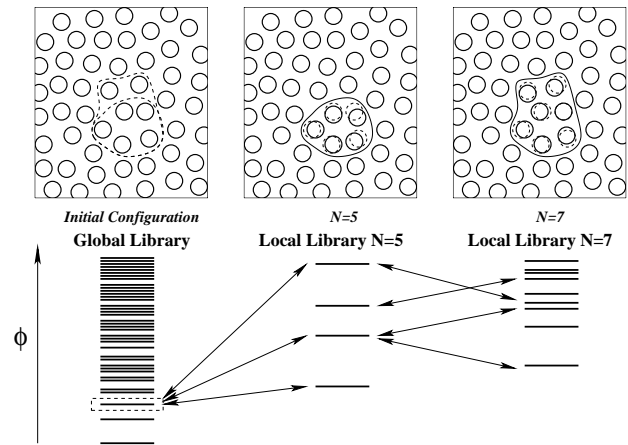 Initial Configuration N=5 N=7
Global Library Local Library N=5 Local Library N=7
ϕ